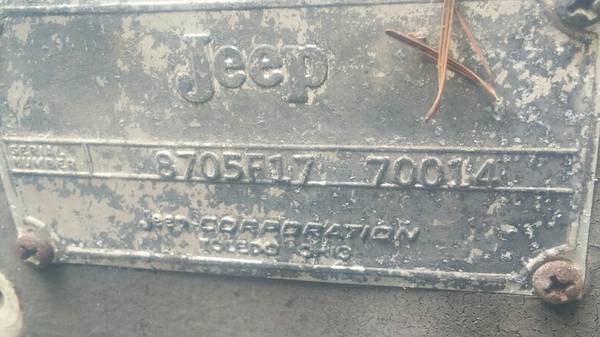 Jeep
SERIAL
NUMBER
8705F17 70014
Jeep CORPORATION
TOLEDO OHIO